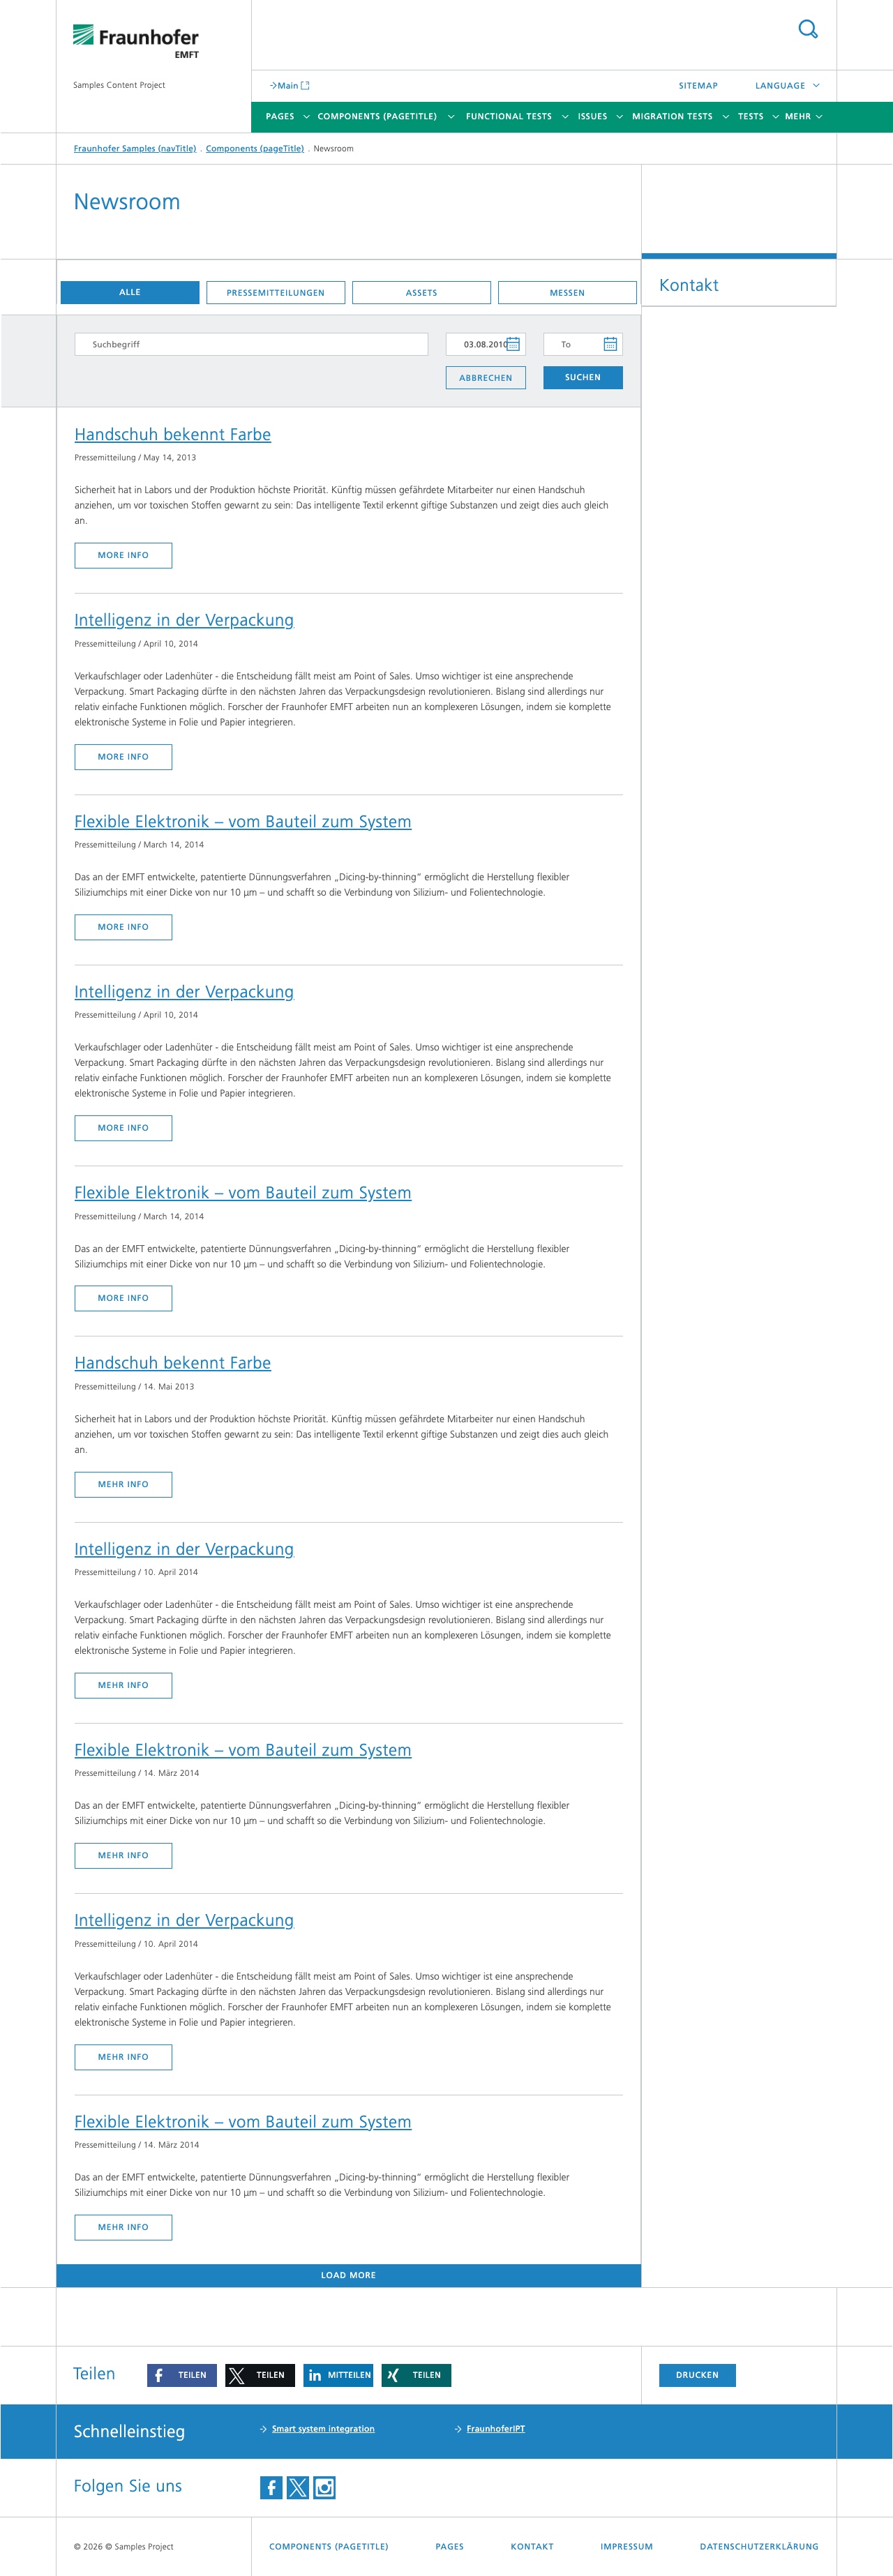 Fraunhofer
EMFT
Samples Content Project
Main
SITEMAP
LANGUAGE
PAGES
COMPONENTS (PAGETITLE)
FUNCTIONAL TESTS
ISSUES
MIGRATION TESTS
TESTS
MEHR
Fraunhofer Samples (navTitle) . Components (pageTitle) . Newsroom
Newsroom
ALLE
PRESSEMITTEILUNGEN
ASSETS
MESSEN
Kontakt
Suchbegriff
03.08.2010
To
ABBRECHEN
SUCHEN
Handschuh bekennt Farbe
Pressemitteilung / May 14, 2013
Sicherheit hat in Labors und der Produktion höchste Priorität. Künftig müssen gefährdete Mitarbeiter nur einen Handschuh
anziehen, um vor toxischen Stoffen gewarnt zu sein: Das intelligente Textil erkennt giftige Substanzen und zeigt dies auch gleich
an.
MORE INFO
Intelligenz in der Verpackung
Pressemitteilung / April 10, 2014
Verkaufschlager oder Ladenhüter - die Entscheidung fällt meist am Point of Sales. Umso wichtiger ist eine ansprechende
Verpackung. Smart Packaging dürfte in den nächsten Jahren das Verpackungsdesign revolutionieren. Bislang sind allerdings nur
relativ einfache Funktionen möglich. Forscher der Fraunhofer EMFT arbeiten nun an komplexeren Lösungen, indem sie komplette
elektronische Systeme in Folie und Papier integrieren.
MORE INFO
Flexible Elektronik – vom Bauteil zum System
Pressemitteilung / March 14, 2014
Das an der EMFT entwickelte, patentierte Dünnungsverfahren „Dicing-by-thinning“ ermöglicht die Herstellung flexibler
Siliziumchips mit einer Dicke von nur 10 µm – und schafft so die Verbindung von Silizium- und Folientechnologie.
MORE INFO
Intelligenz in der Verpackung
Pressemitteilung / April 10, 2014
Verkaufschlager oder Ladenhüter - die Entscheidung fällt meist am Point of Sales. Umso wichtiger ist eine ansprechende
Verpackung. Smart Packaging dürfte in den nächsten Jahren das Verpackungsdesign revolutionieren. Bislang sind allerdings nur
relativ einfache Funktionen möglich. Forscher der Fraunhofer EMFT arbeiten nun an komplexeren Lösungen, indem sie komplette
elektronische Systeme in Folie und Papier integrieren.
MORE INFO
Flexible Elektronik – vom Bauteil zum System
Pressemitteilung / March 14, 2014
Das an der EMFT entwickelte, patentierte Dünnungsverfahren „Dicing-by-thinning“ ermöglicht die Herstellung flexibler
Siliziumchips mit einer Dicke von nur 10 µm – und schafft so die Verbindung von Silizium- und Folientechnologie.
MORE INFO
Handschuh bekennt Farbe
Pressemitteilung / 14. Mai 2013
Sicherheit hat in Labors und der Produktion höchste Priorität. Künftig müssen gefährdete Mitarbeiter nur einen Handschuh
anziehen, um vor toxischen Stoffen gewarnt zu sein: Das intelligente Textil erkennt giftige Substanzen und zeigt dies auch gleich
an.
MEHR INFO
Intelligenz in der Verpackung
Pressemitteilung / 10. April 2014
Verkaufschlager oder Ladenhüter - die Entscheidung fällt meist am Point of Sales. Umso wichtiger ist eine ansprechende
Verpackung. Smart Packaging dürfte in den nächsten Jahren das Verpackungsdesign revolutionieren. Bislang sind allerdings nur
relativ einfache Funktionen möglich. Forscher der Fraunhofer EMFT arbeiten nun an komplexeren Lösungen, indem sie komplette
elektronische Systeme in Folie und Papier integrieren.
MEHR INFO
Flexible Elektronik – vom Bauteil zum System
Pressemitteilung / 14. März 2014
Das an der EMFT entwickelte, patentierte Dünnungsverfahren „Dicing-by-thinning“ ermöglicht die Herstellung flexibler
Siliziumchips mit einer Dicke von nur 10 µm – und schafft so die Verbindung von Silizium- und Folientechnologie.
MEHR INFO
Intelligenz in der Verpackung
Pressemitteilung / 10. April 2014
Verkaufschlager oder Ladenhüter - die Entscheidung fällt meist am Point of Sales. Umso wichtiger ist eine ansprechende
Verpackung. Smart Packaging dürfte in den nächsten Jahren das Verpackungsdesign revolutionieren. Bislang sind allerdings nur
relativ einfache Funktionen möglich. Forscher der Fraunhofer EMFT arbeiten nun an komplexeren Lösungen, indem sie komplette
elektronische Systeme in Folie und Papier integrieren.
MEHR INFO
Flexible Elektronik – vom Bauteil zum System
Pressemitteilung / 14. März 2014
Das an der EMFT entwickelte, patentierte Dünnungsverfahren „Dicing-by-thinning“ ermöglicht die Herstellung flexibler
Siliziumchips mit einer Dicke von nur 10 µm – und schafft so die Verbindung von Silizium- und Folientechnologie.
MEHR INFO
LOAD MORE
Teilen
TEILEN
TEILEN
MITTEILEN
TEILEN
DRUCKEN
Schnelleinstieg
Smart system integration
FraunhoferIPT
Folgen Sie uns
© 2026 © Samples Project
COMPONENTS (PAGETITLE)
PAGES
KONTAKT
IMPRESSUM
DATENSCHUTZERKLÄRUNG